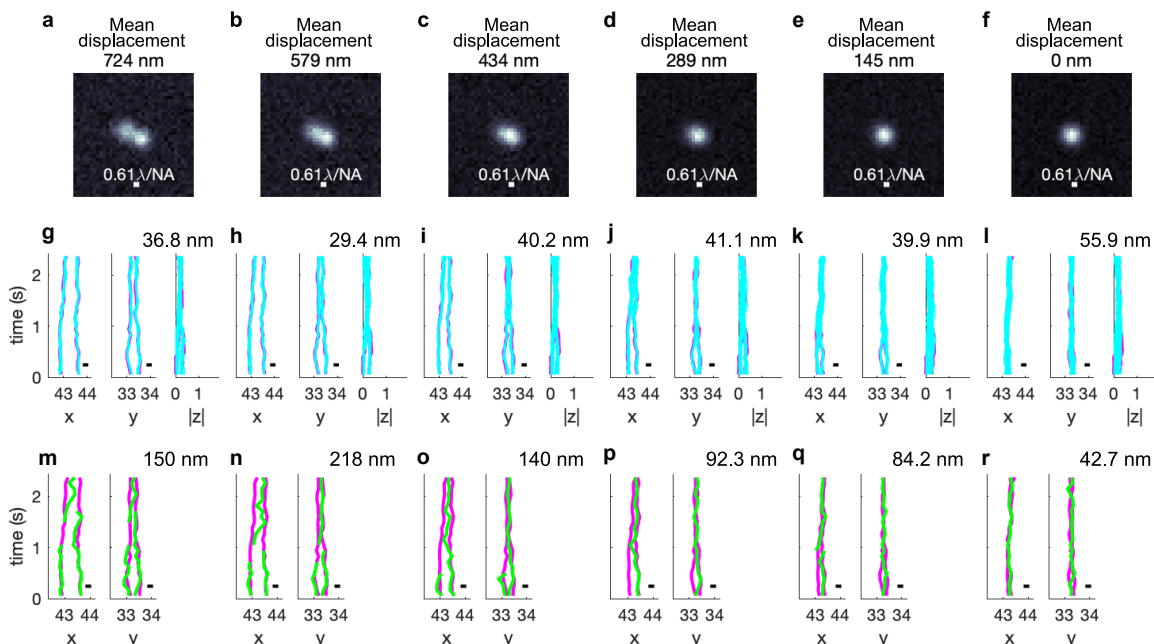 a b c d e f
Mean Mean Mean Mean Mean Mean
displacement displacement displacement displacement displacement displacement
724 nm 579 nm 434 nm 289 nm 145 nm 0 nm
0.61λ/NA 0.61λ/NA 0.61λ/NA 0.61λ/NA 0.61λ/NA 0.61λ/NA
g 36.8 nm h 29.4 nm i 40.2 nm j 41.1 nm k 39.9 nm l 55.9 nm
2
1
0
time (s)
43 44 33 34 0 1 43 44 33 34 0 1 43 44 33 34 0 1 43 44 33 34 0 1 43 44 33 34 0 1 43 44 33 34 0 1
x y |z| x y |z| x y |z| x y |z| x y |z| x y |z|
m 150 nm n 218 nm o 140 nm p 92.3 nm q 84.2 nm r 42.7 nm
2
1
0
time (s)
43 44 33 34 43 44 33 34 43 44 33 34 43 44 33 34 43 44 33 34 43 44 33 34
x y x y x y x y x y x y